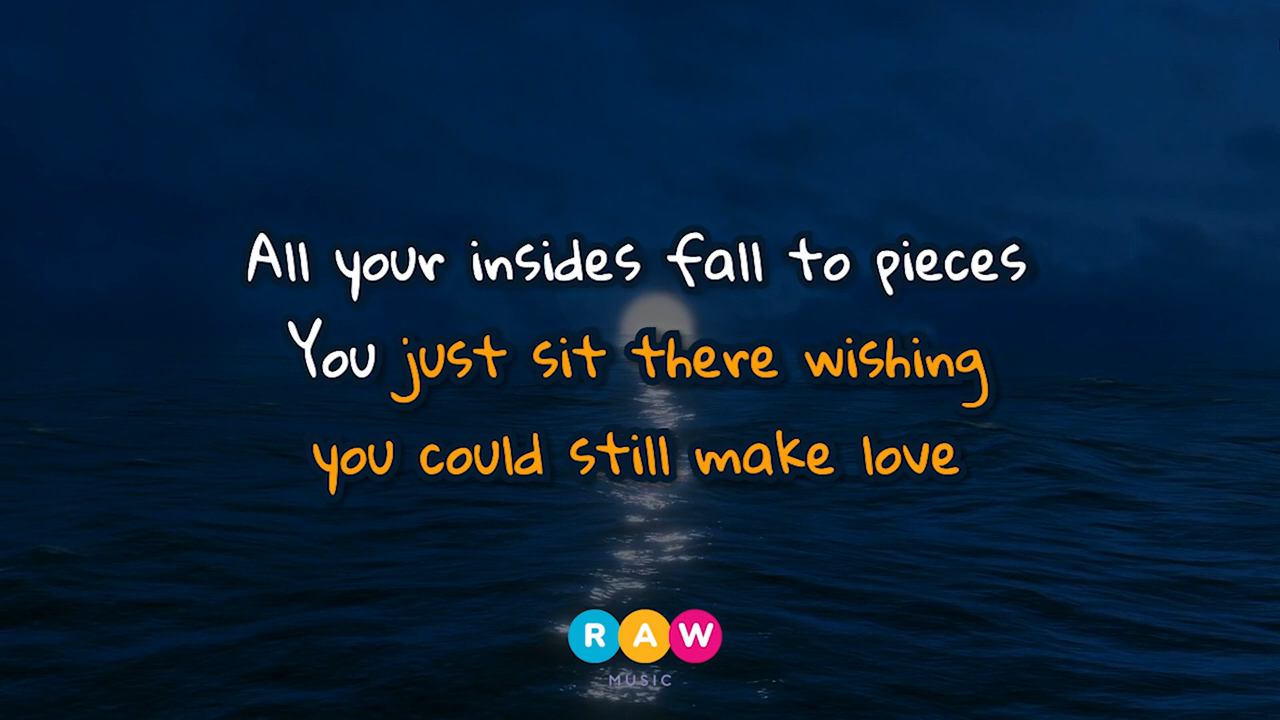 All your insides fall to pieces
You just sit there wishing
you could still make love
RAW
MUSIC